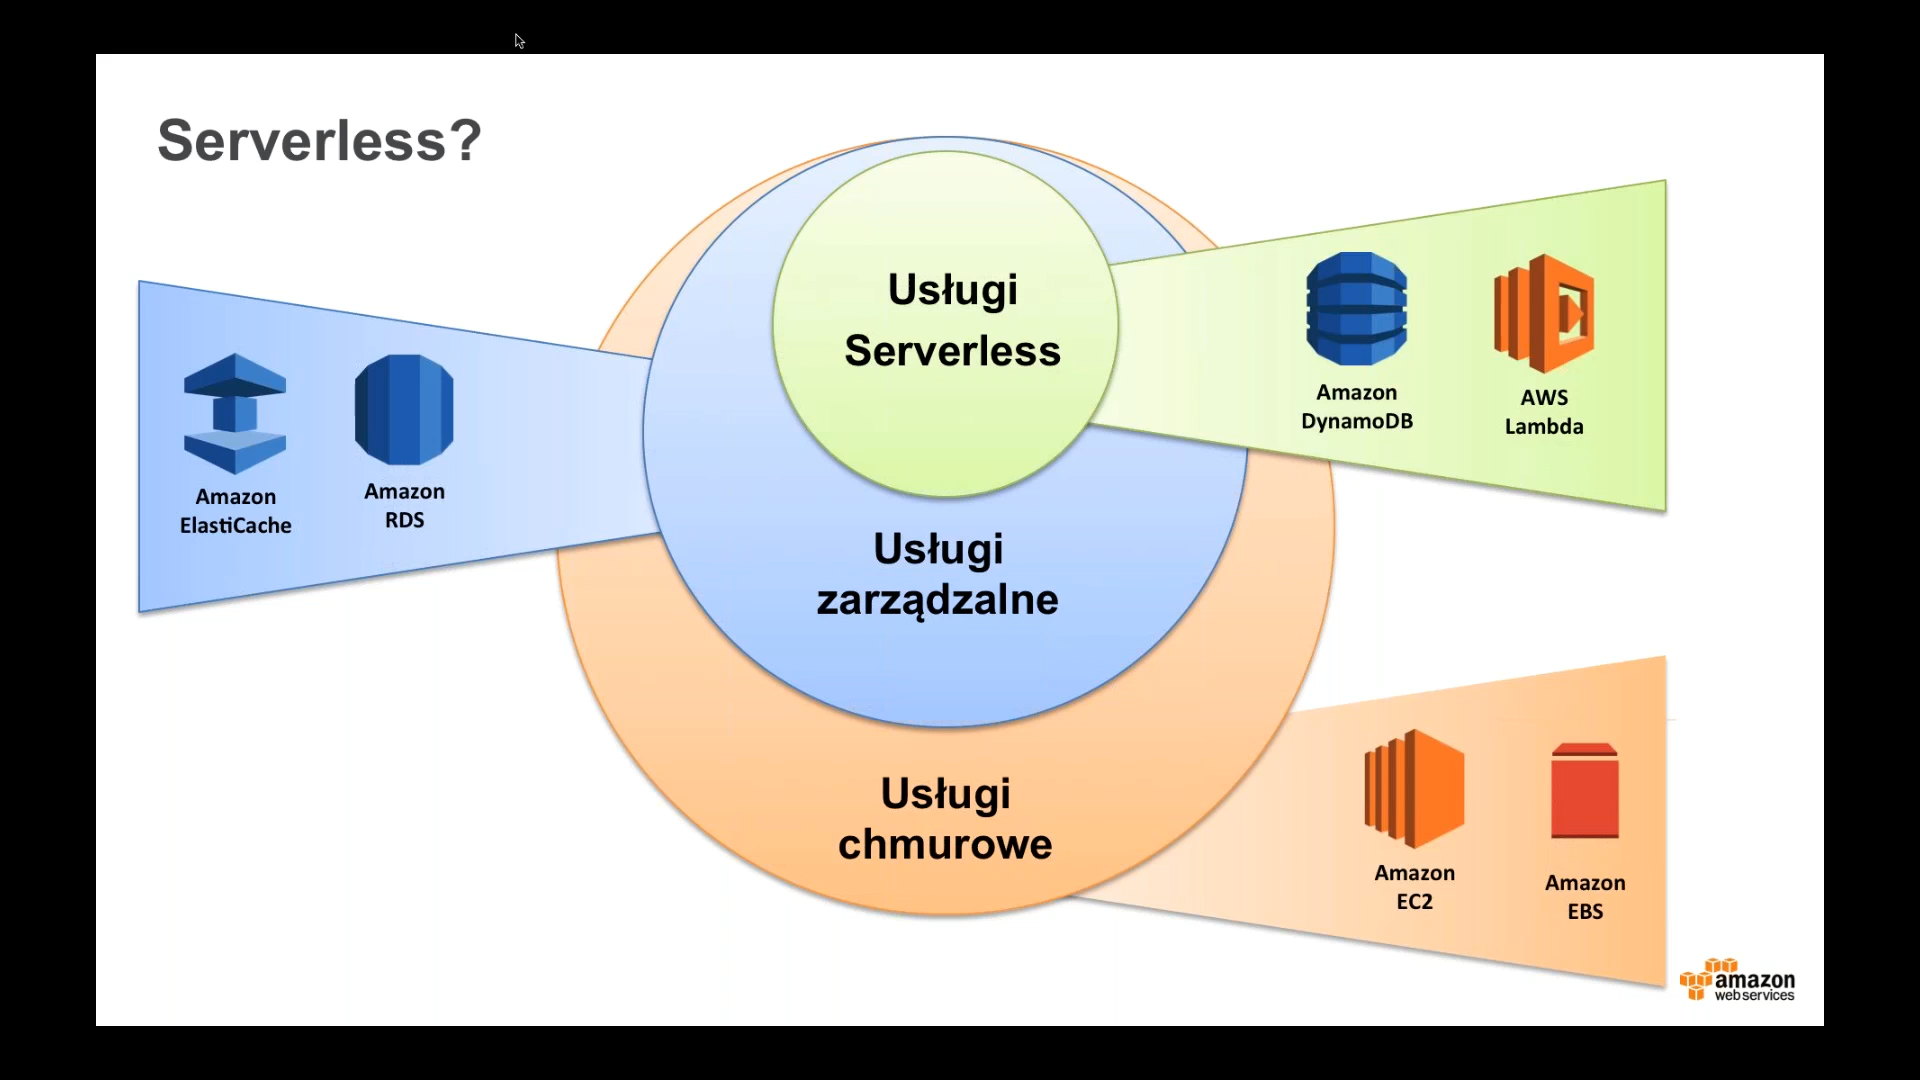 Serverless?
Usługi
Serverless
Amazon
DynamoDB
AWS
Lambda
Amazon
ElastiCache
Amazon
RDS
Usługi
zarządzalne
Usługi
chmurowe
Amazon
EC2
Amazon
EBS
amazon
webservices